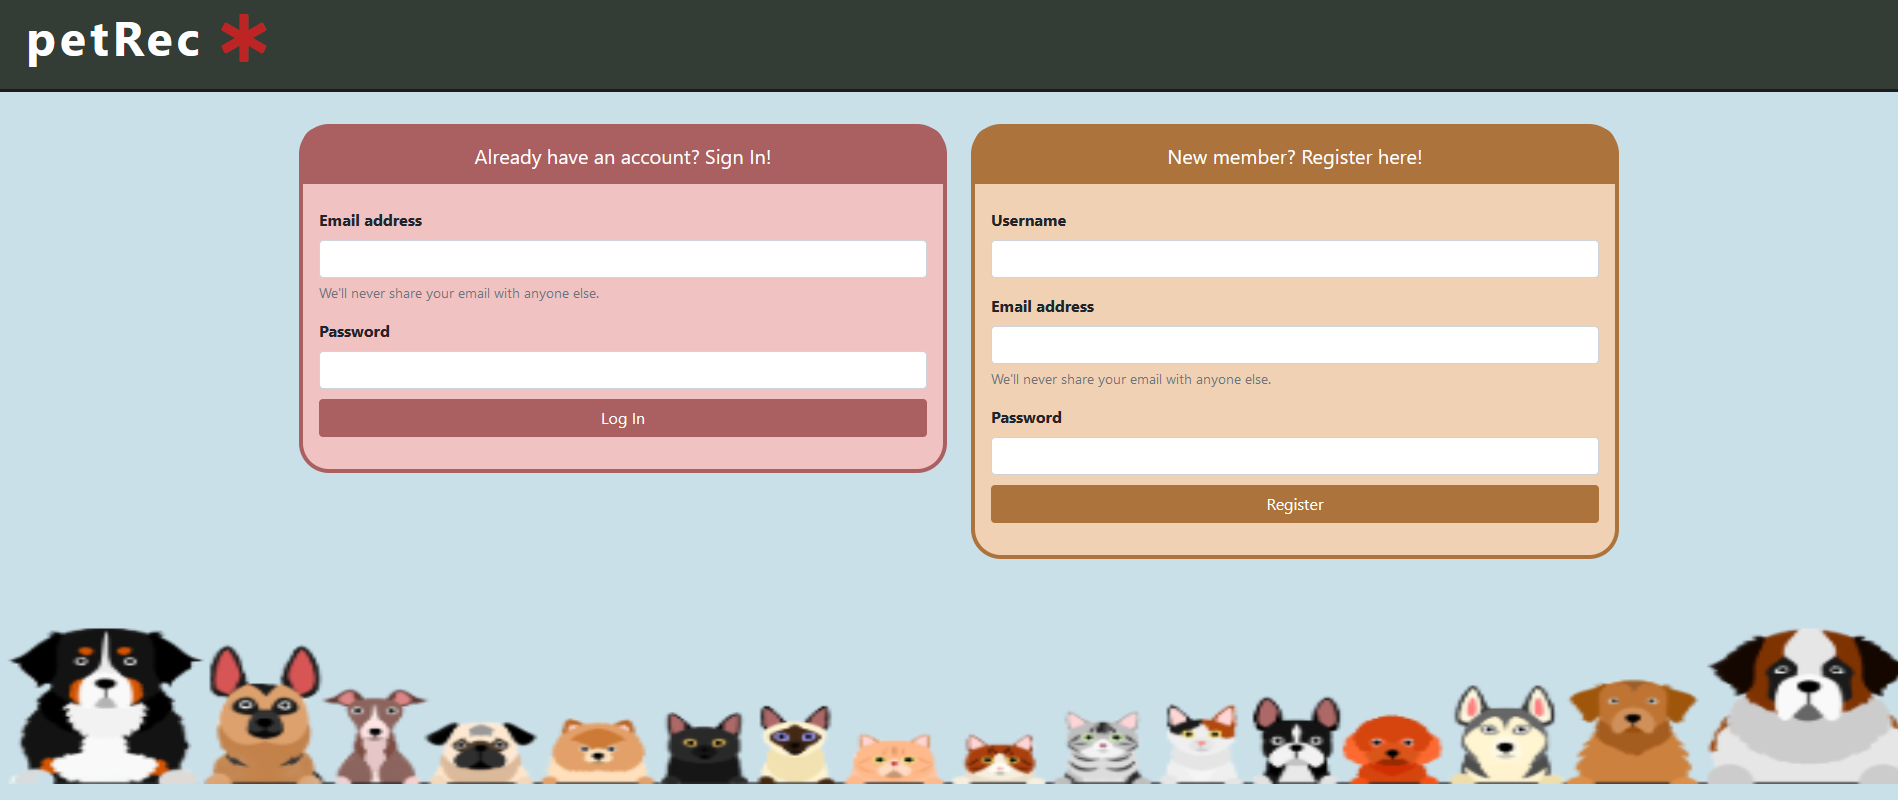 petRec
Already have an account? Sign In!
Email address
We'll never share your email with anyone else.
Password
Log In
New member? Register here!
Username
Email address
We'll never share your email with anyone else.
Password
Register